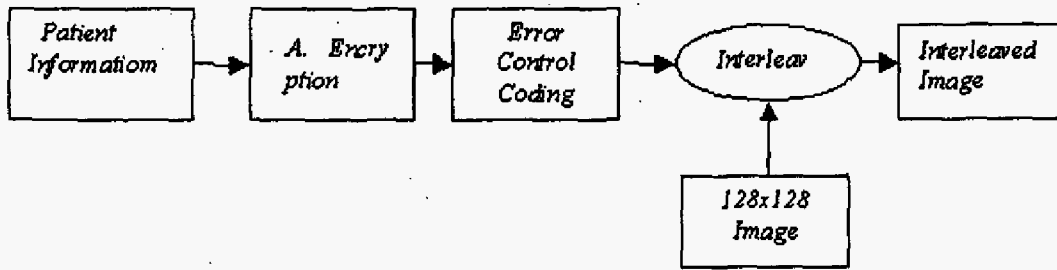 Patient
Informatiom
A. Encry
ption
Error
Control
Coding
Interleav
Interleaved
Image
128x128
Image